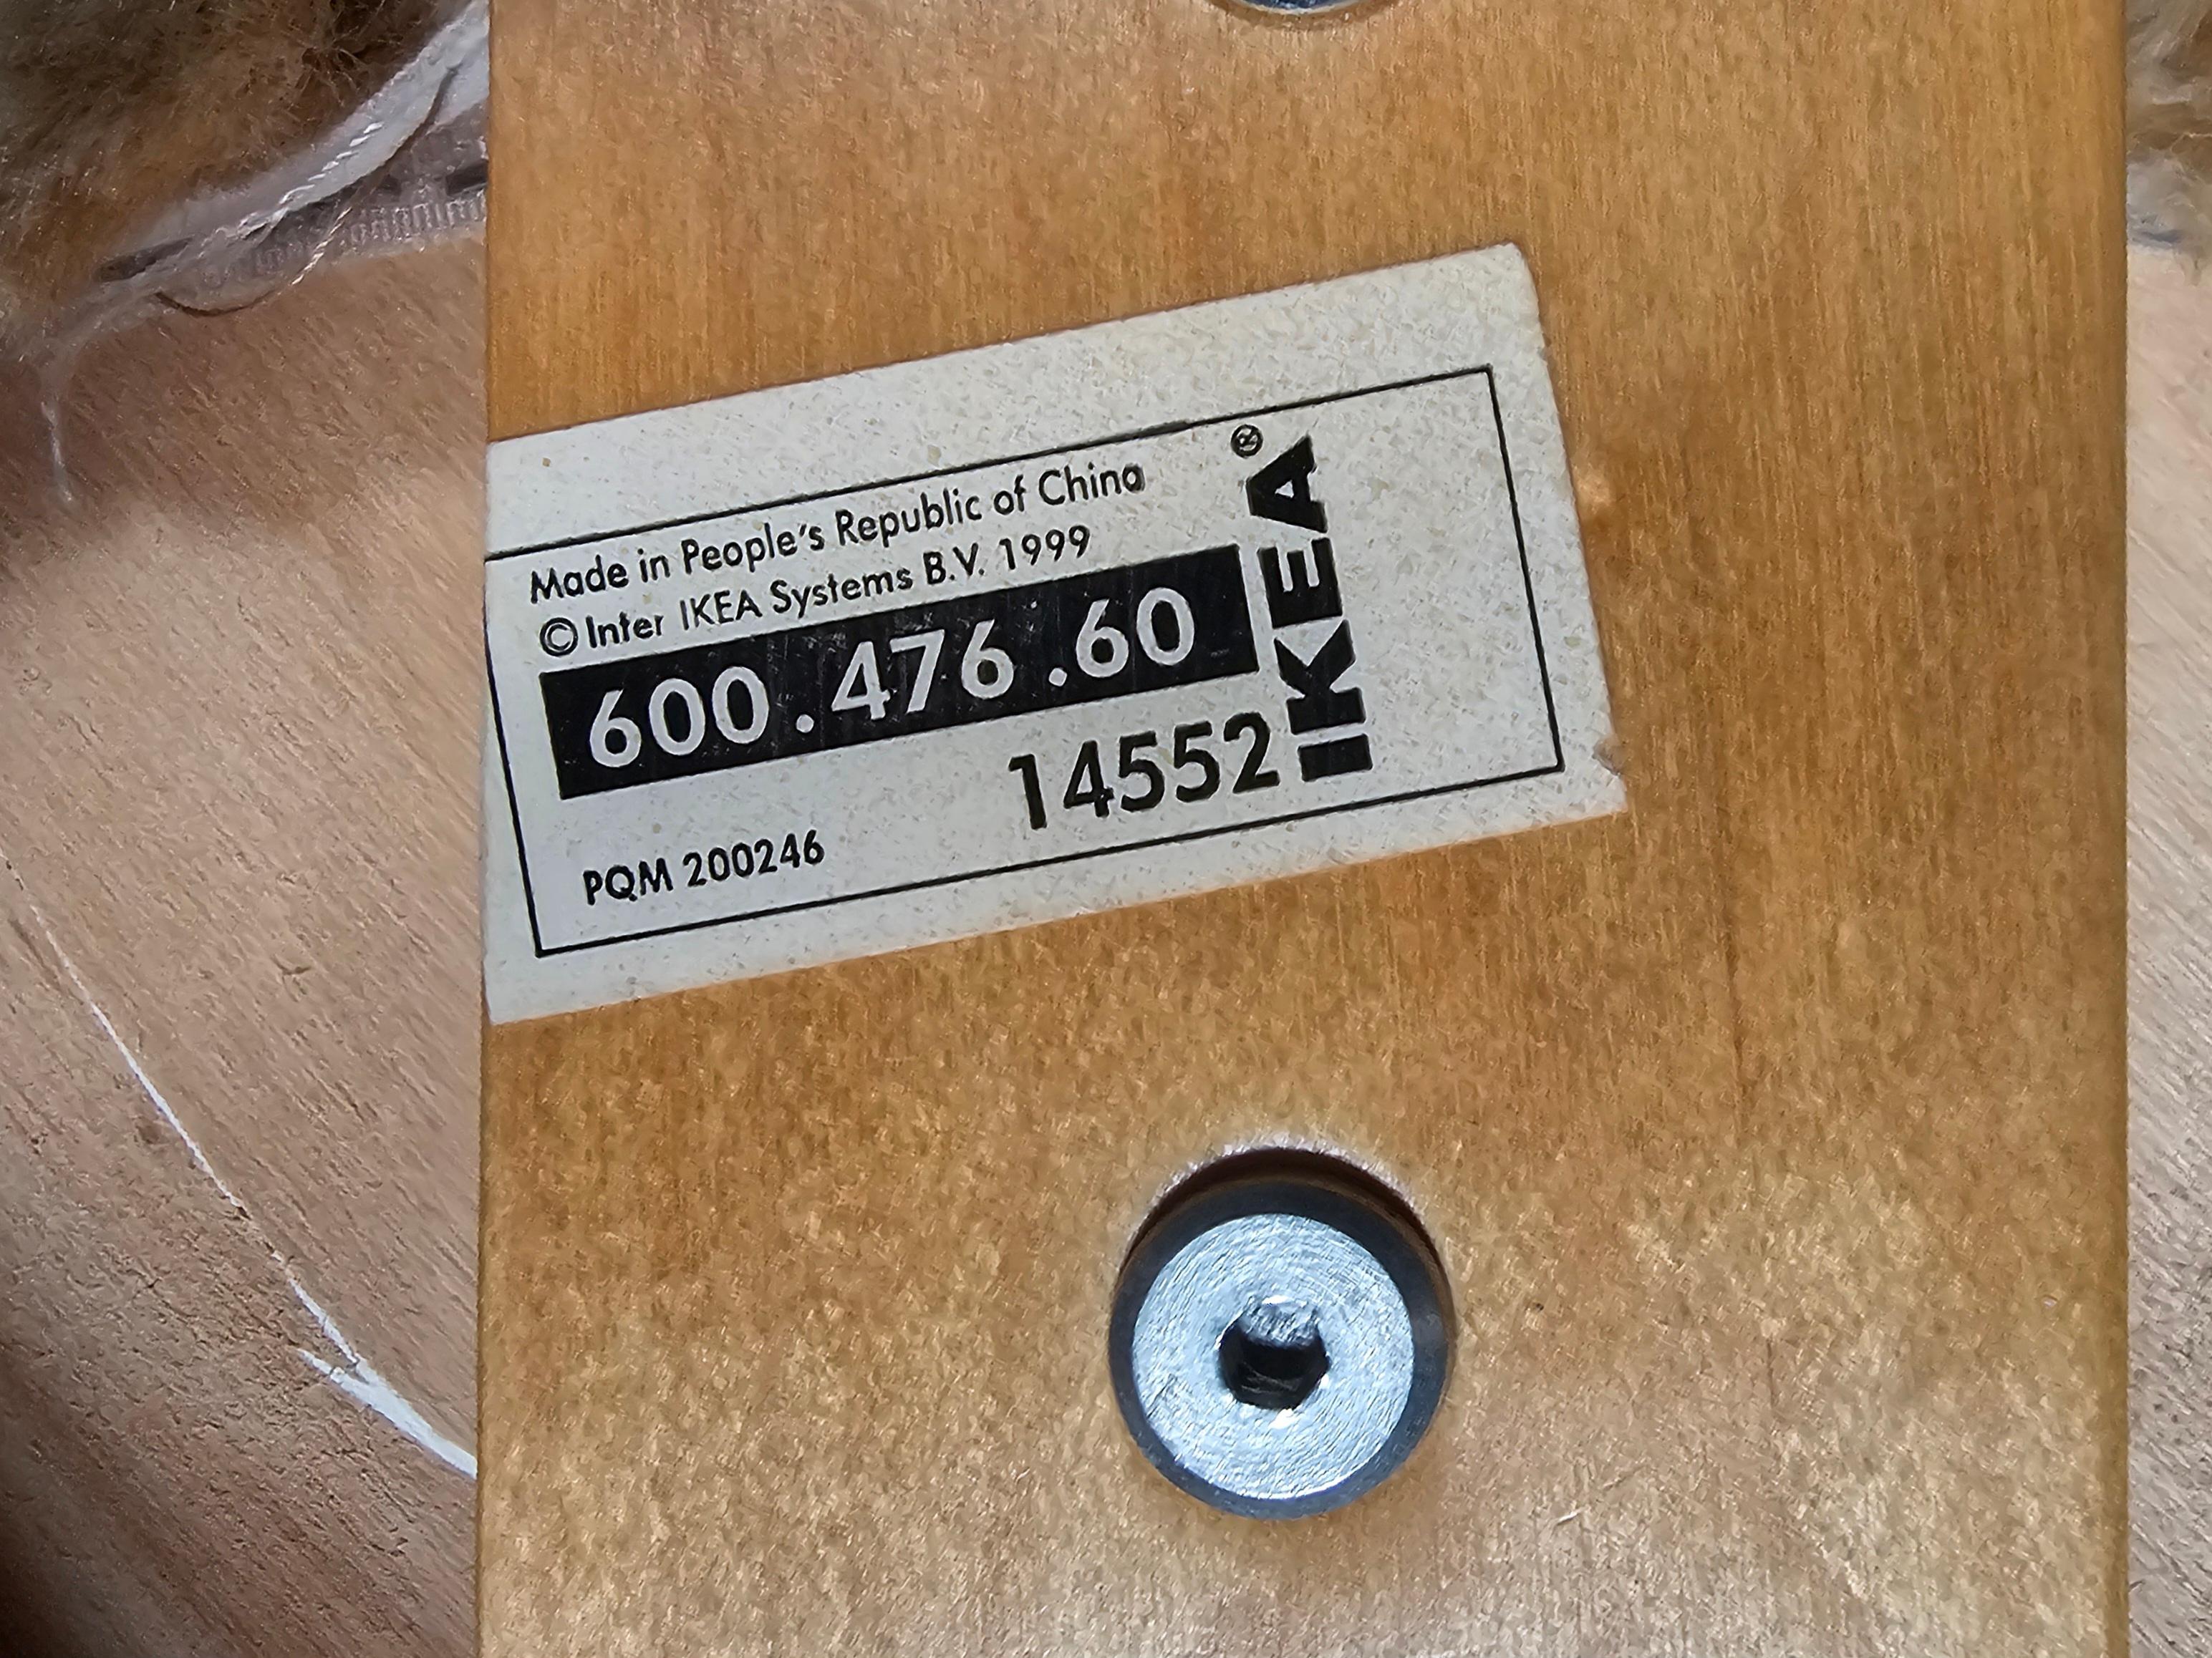 Made in People's Republic of China
© Inter IKEA Systems B.V. 1999
600.476.60
14552
PQM 200246
IKEA®